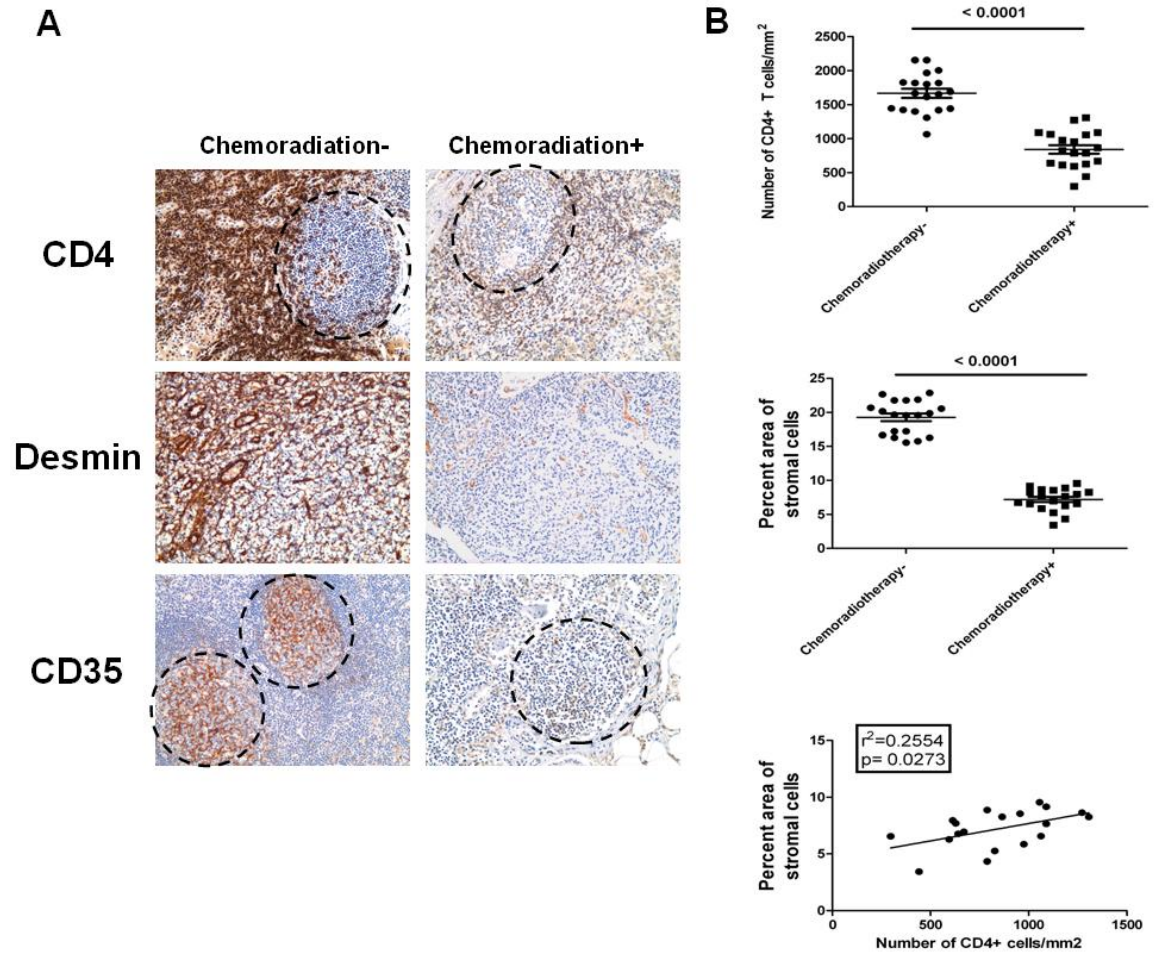 A
Chemoradiation-
Chemoradiation+
CD4
Desmin
CD35
B
< 0.0001
Number of CD4+ T cells/mm²
2500
2000
1500
1000
500
0
Chemoradiotherapy-
Chemoradiotherapy+
< 0.0001
Percent area of
stromal cells
25
20
15
10
5
0
Chemoradiotherapy-
Chemoradiotherapy+
r²=0.2554
p= 0.0273
Percent area of
stromal cells
15
10
5
0
0 500 1000 1500
Number of CD4+ cells/mm2